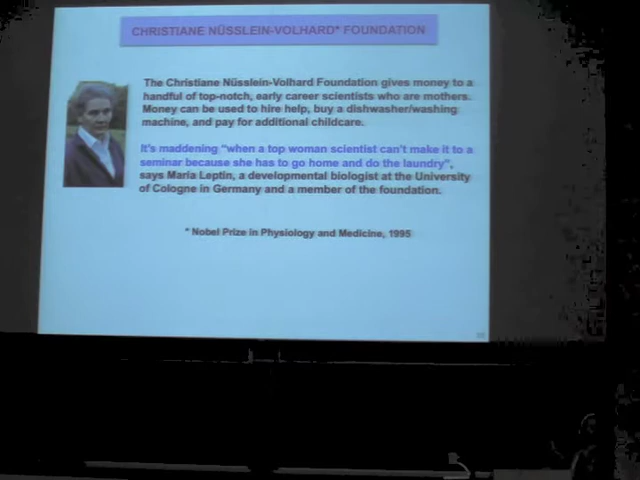 CHRISTIANE NÜSSLEIN-VOLHARD* FOUNDATION
The Christiane Nüsslein-Volhard Foundation gives money to a
handful of top-notch, early career scientists who are mothers.
Money can be used to hire help, buy a dishwasher/washing
machine, and pay for additional childcare.
It's maddening "when a top woman scientist can't make it to a
seminar because she has to go home and do the laundry",
says Maria Leptin, a developmental biologist at the University
of Cologne in Germany and a member of the foundation.
* Nobel Prize in Physiology and Medicine, 1995